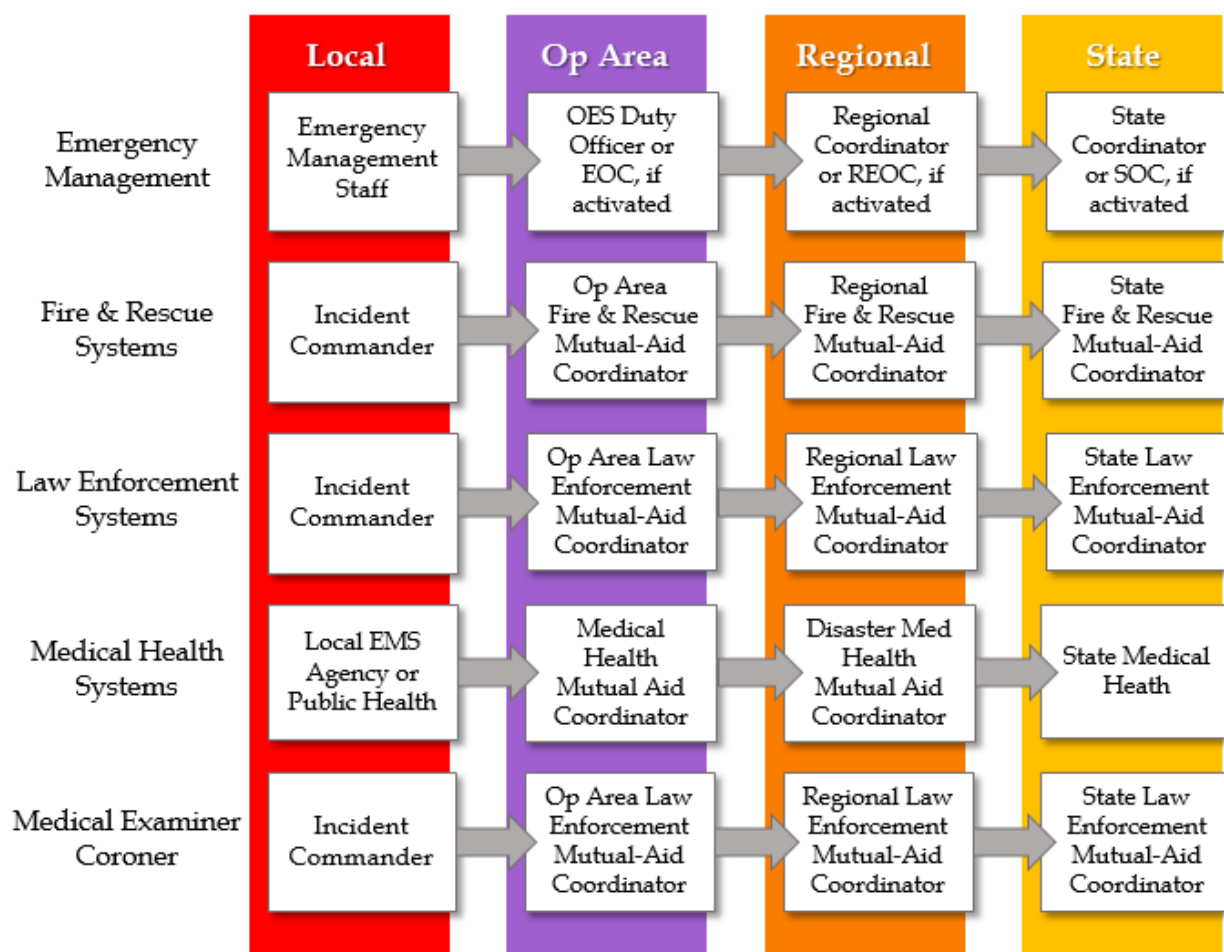 Local
Op Area
Regional
State
Emergency
Management
Emergency
Management
Staff
OES Duty
Officer or
EOC, if
activated
Regional
Coordinator
or REOC, if
activated
State
Coordinator
or SOC, if
activated
Fire & Rescue
Systems
Incident
Commander
Op Area
Fire & Rescue
Mutual-Aid
Coordinator
Regional
Fire & Rescue
Mutual-Aid
Coordinator
State
Fire & Rescue
Mutual-Aid
Coordinator
Law Enforcement
Systems
Incident
Commander
Op Area Law
Enforcement
Mutual-Aid
Coordinator
Regional Law
Enforcement
Mutual-Aid
Coordinator
State Law
Enforcement
Mutual-Aid
Coordinator
Medical Health
Systems
Local EMS
Agency or
Public Health
Medical
Health
Mutual Aid
Coordinator
Disaster Med
Health
Mutual Aid
Coordinator
State Medical
Heath
Medical Examiner
Coroner
Incident
Commander
Op Area Law
Enforcement
Mutual-Aid
Coordinator
Regional Law
Enforcement
Mutual-Aid
Coordinator
State Law
Enforcement
Mutual-Aid
Coordinator